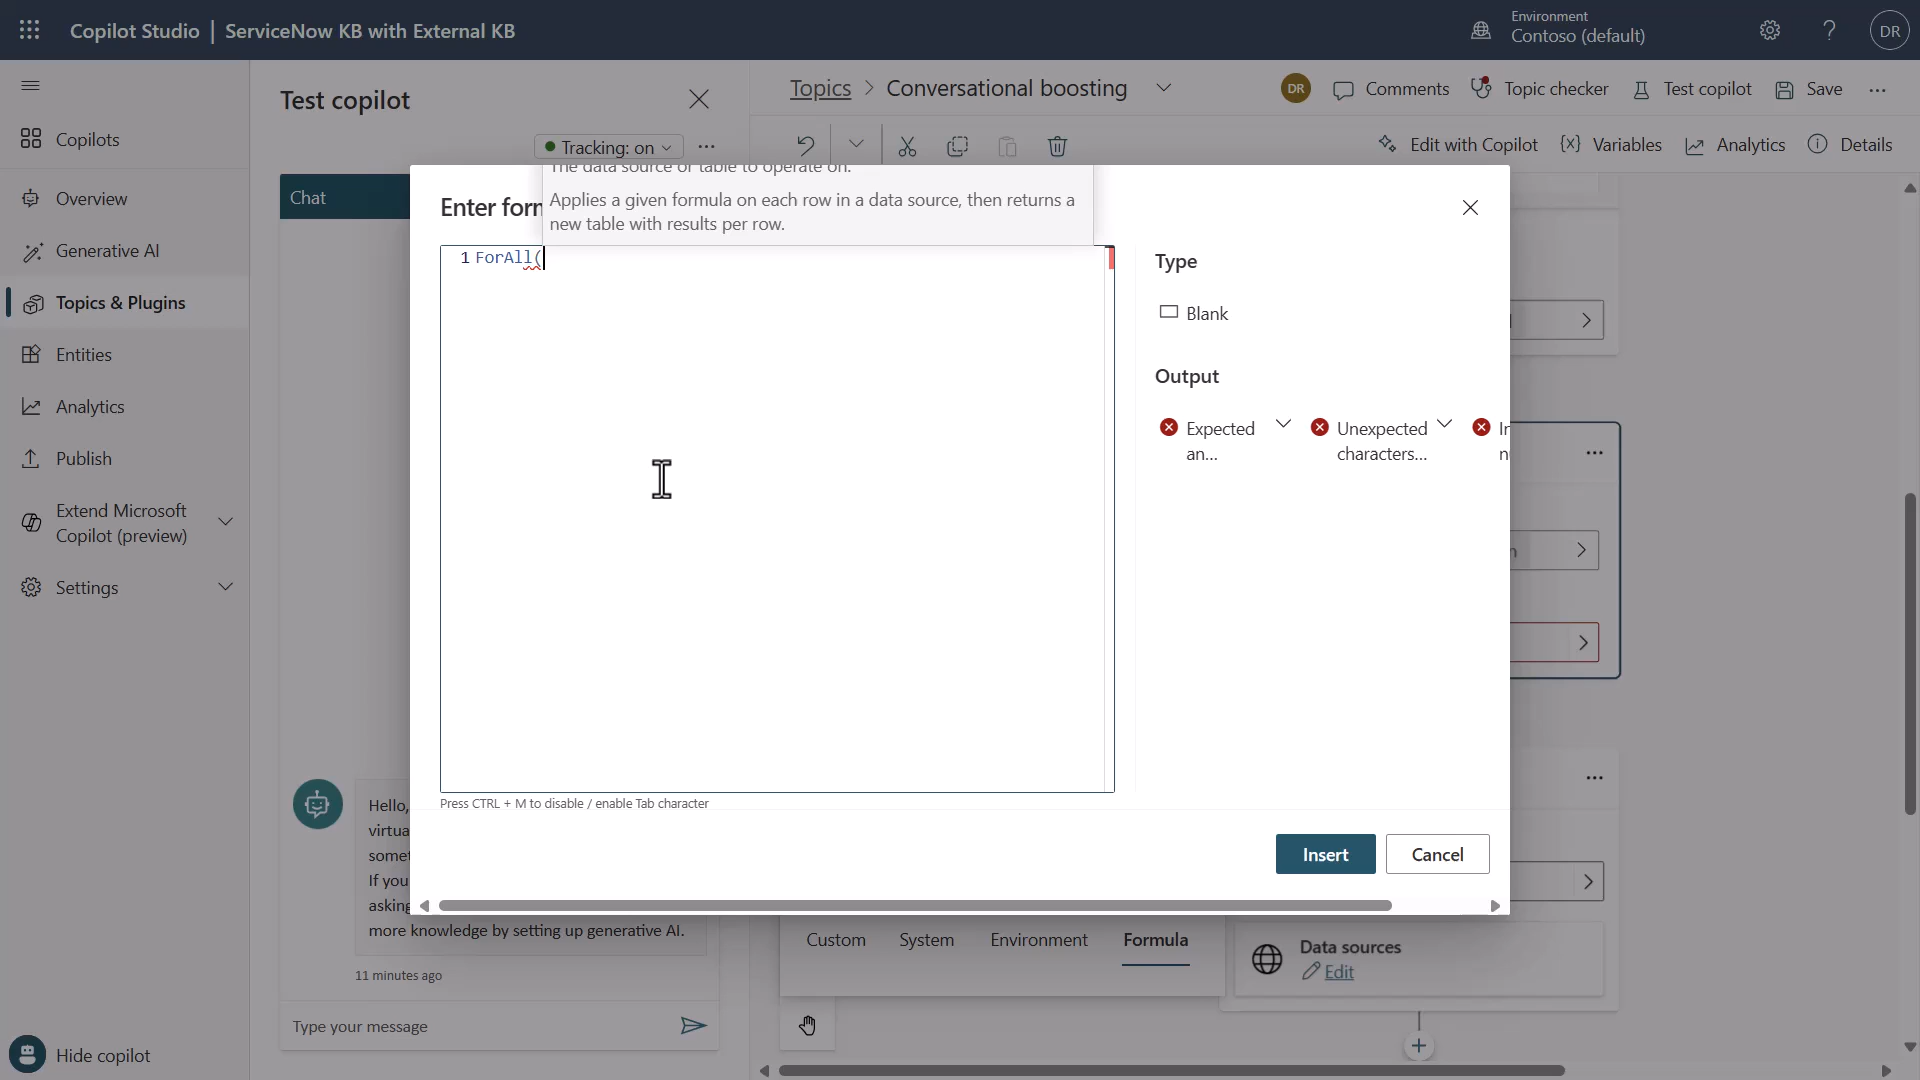 Copilot Studio | ServiceNow KB with External KB
Environment
Contoso (default)
DR
Copilots
Overview
Generative AI
Topics & Plugins
Entities
Analytics
Publish
Extend Microsoft
Copilot (preview)
Settings
Hide copilot
Test copilot
Tracking: on
Chat
Hello,
If you
more knowledge by setting up generative AI.
11 minutes ago
Type your message
Topics > Conversational boosting
DR
Comments
Topic checker
Test copilot
Save
Edit with Copilot
{x} Variables
Analytics
Details
Enter
The data source or table to operate on.
Applies a given formula on each row in a data source, then returns a
new table with results per row.
1 ForAll(
Press CTRL + M to disable / enable Tab character
Type
Blank
Output
Expected
an...
Unexpected
characters...
Insert
Cancel
Custom
System
Environment
Formula
Data sources
Edit